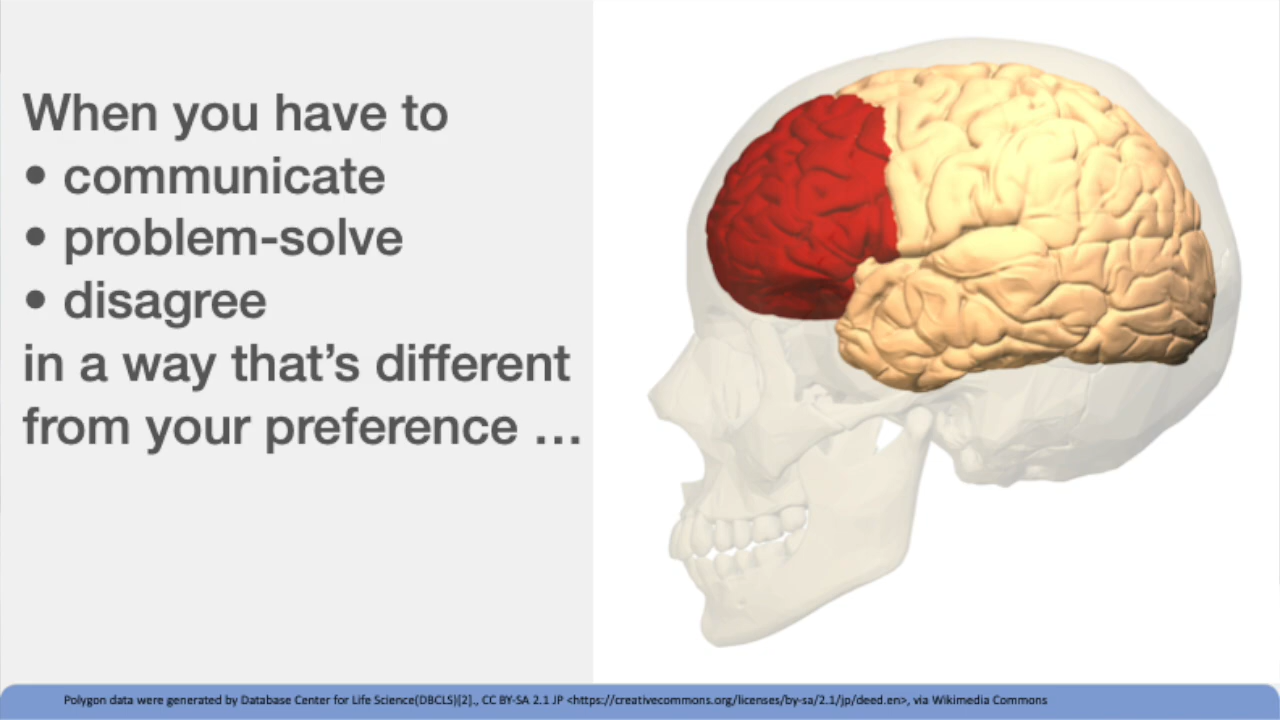 When you have to
• communicate
• problem-solve
• disagree
in a way that’s different
from your preference …
Polygon data were generated by Database Center for Life Science(DBCLS)[2]., CC BY-SA 2.1 JP <https://creativecommons.org/licenses/by-sa/2.1/jp/deed.en>, via Wikimedia Commons